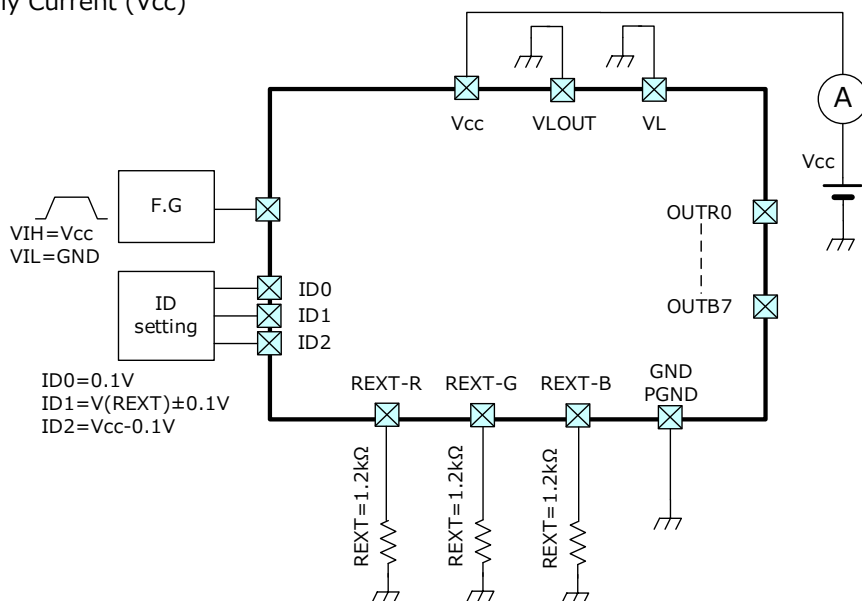 Current (Vcc)
A
Vcc
VLOUT
VL
Vcc
F.G
OUTR0
VIH=Vcc
VIL=GND
ID0
ID
setting
ID1
OUTB7
ID2
ID0=0.1V
ID1=V(REXT)±0.1V
ID2=Vcc-0.1V
REXT-R
REXT-G
REXT-B
GND
PGND
REXT=1.2kΩ
REXT=1.2kΩ
REXT=1.2kΩ